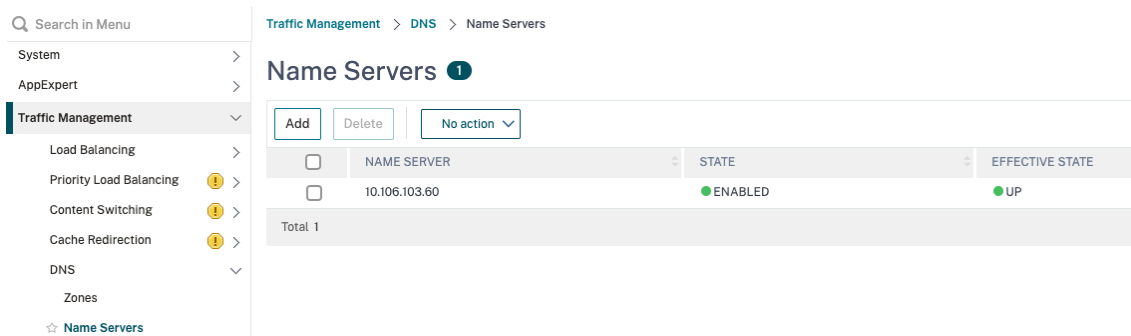 Search in Menu
System
AppExpert
Traffic Management
Load Balancing
Priority Load Balancing
Content Switching
Cache Redirection
DNS
Zones
Name Servers
Traffic Management > DNS > Name Servers
Name Servers 1
Add Delete No action
NAME SERVER STATE EFFECTIVE STATE
10.106.103.60 ENABLED UP
Total 1